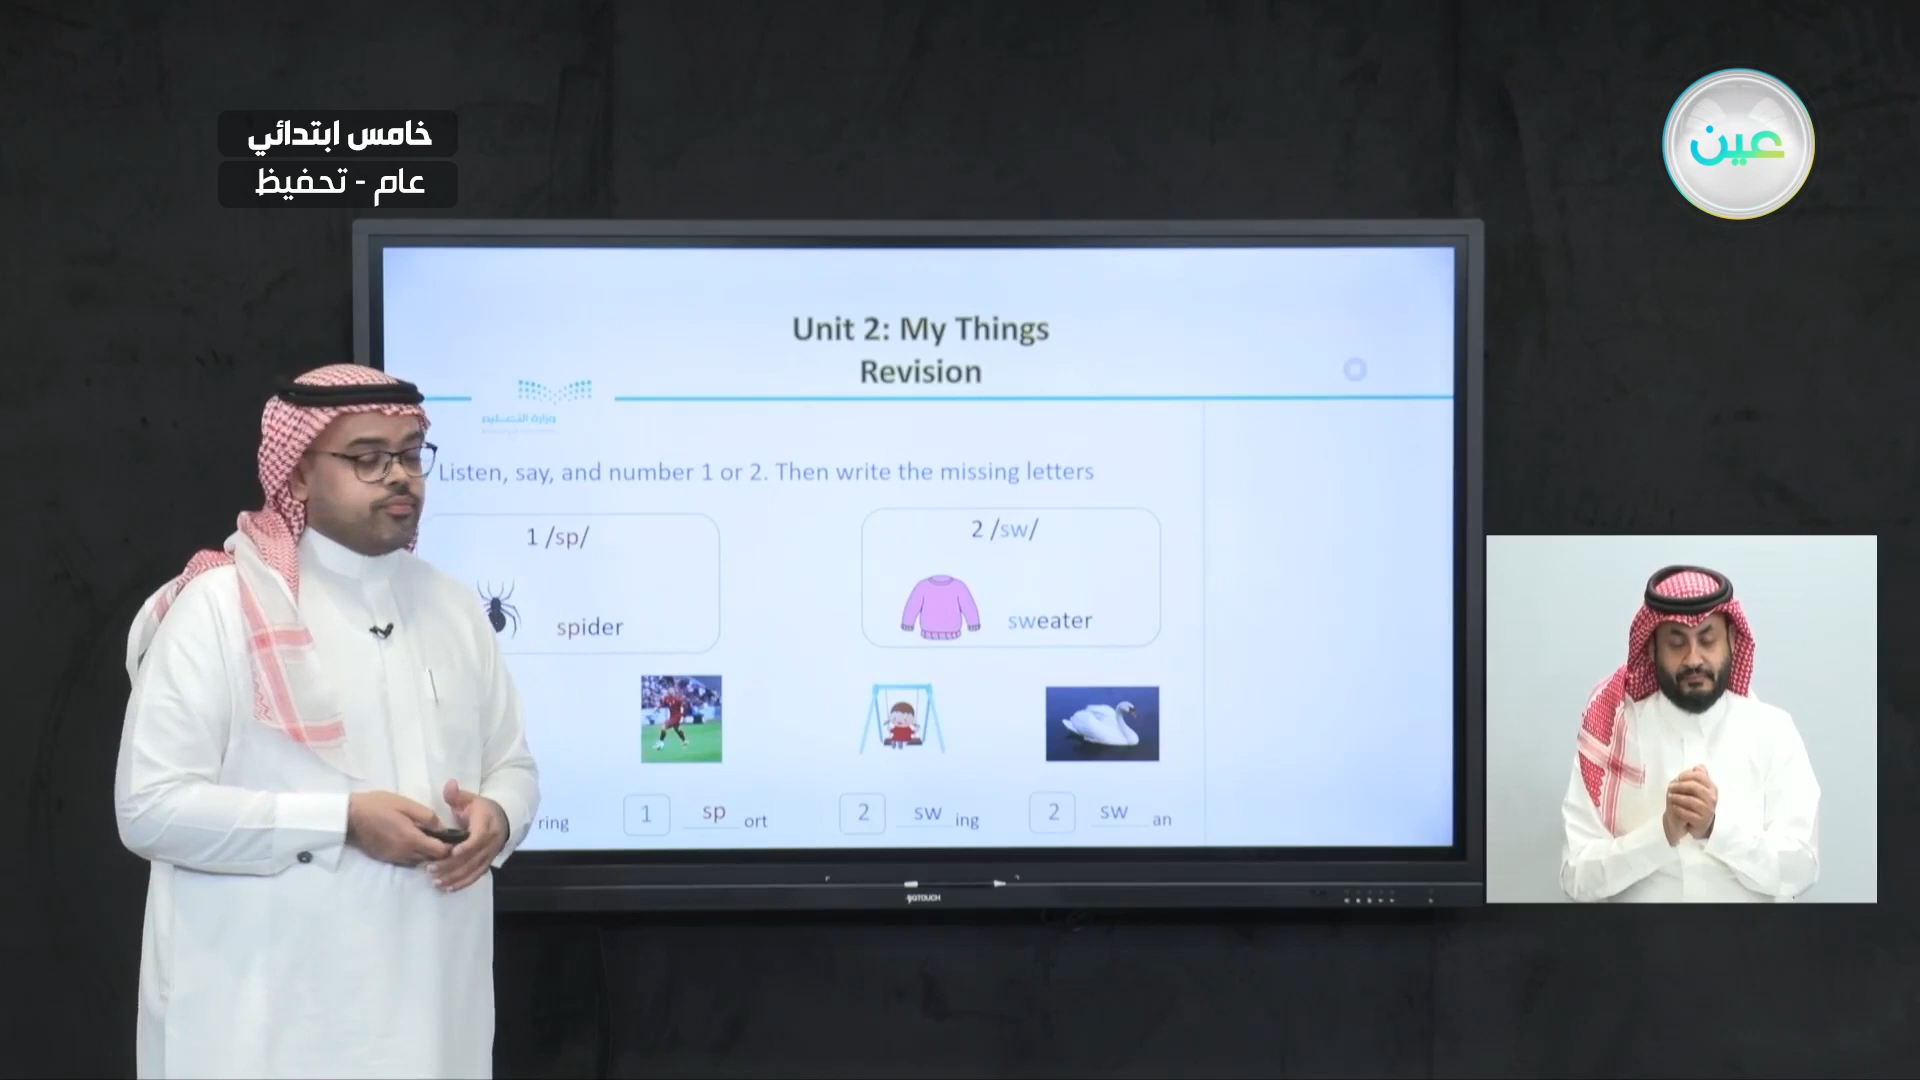 خامس ابتدائي
عام - تحفيظ
عين
Unit 2: My Things
Revision
وزارة التعليم
Listen, say, and number 1 or 2. Then write the missing letters
1 /sp/
2 /sw/
spider
sweater
ring
1 sp ort
2 sw ing
2 sw an